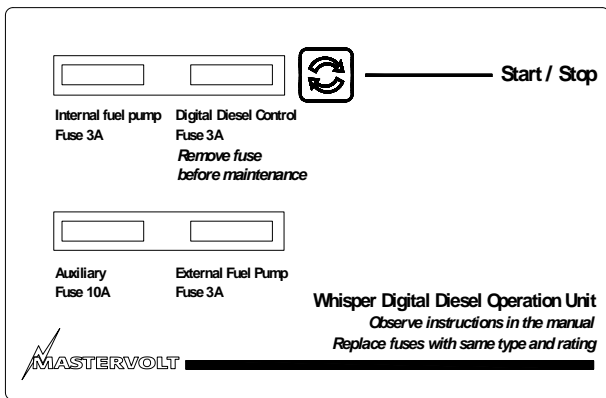 Start / Stop
Internal fuel pump
Fuse 3A
Digital Diesel Control
Fuse 3A
Remove fuse
before maintenance
Auxiliary
Fuse 10A
External Fuel Pump
Fuse 3A
Whisper Digital Diesel Operation Unit
Observe instructions in the manual
Replace fuses with same type and rating
MASTERVOLT